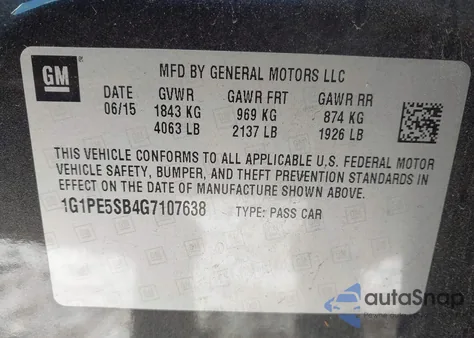 GM
MFD BY GENERAL MOTORS LLC
DATE GVWR GAWR FRT GAWR RR
06/15 1843 KG 969 KG 874 KG
4063 LB 2137 LB 1926 LB
THIS VEHICLE CONFORMS TO ALL APPLICABLE U.S. FEDERAL MOTOR
VEHICLE SAFETY, BUMPER, AND THEFT PREVENTION STANDARDS IN
EFFECT ON THE DATE OF MANUFACTURE SHOWN ABOVE.
1G1PE5SB4G7107638 TYPE: PASS CAR
autoSnap